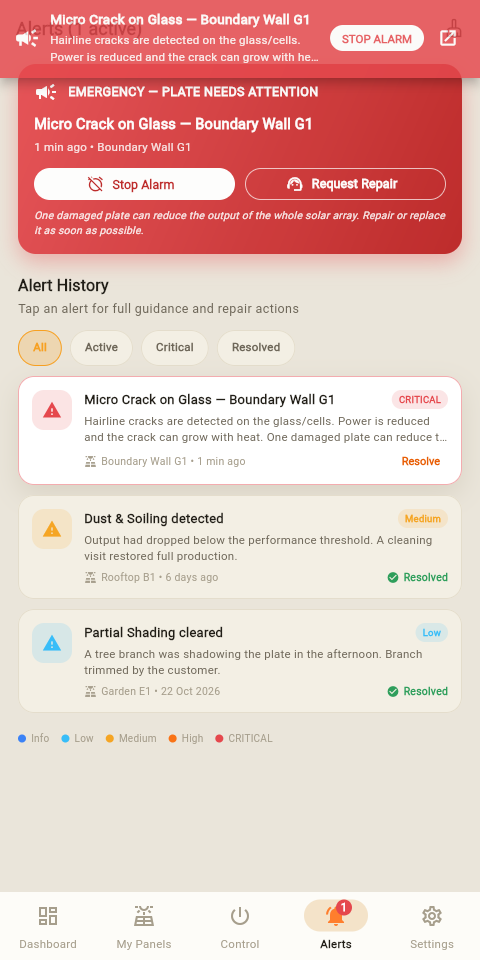 Alerts (1 active)
Micro Crack on Glass — Boundary Wall G1
Hairline cracks are detected on the glass/cells.
Power is reduced and the crack can grow with he...
STOP ALARM
EMERGENCY — PLATE NEEDS ATTENTION
Micro Crack on Glass — Boundary Wall G1
1 min ago • Boundary Wall G1
Stop Alarm
Request Repair
One damaged plate can reduce the output of the whole solar array. Repair or replace
it as soon as possible.
Alert History
Tap an alert for full guidance and repair actions
All
Active
Critical
Resolved
Micro Crack on Glass — Boundary Wall G1
CRITICAL
Hairline cracks are detected on the glass/cells. Power is reduced
and the crack can grow with heat. One damaged plate can reduce t...
Boundary Wall G1 • 1 min ago
Resolve
Dust & Soiling detected
Medium
Output had dropped below the performance threshold. A cleaning
visit restored full production.
Rooftop B1 • 6 days ago
Resolved
Partial Shading cleared
Low
A tree branch was shadowing the plate in the afternoon. Branch
trimmed by the customer.
Garden E1 • 22 Oct 2026
Resolved
Info
Low
Medium
High
CRITICAL
1
Dashboard
My Panels
Control
Alerts
Settings